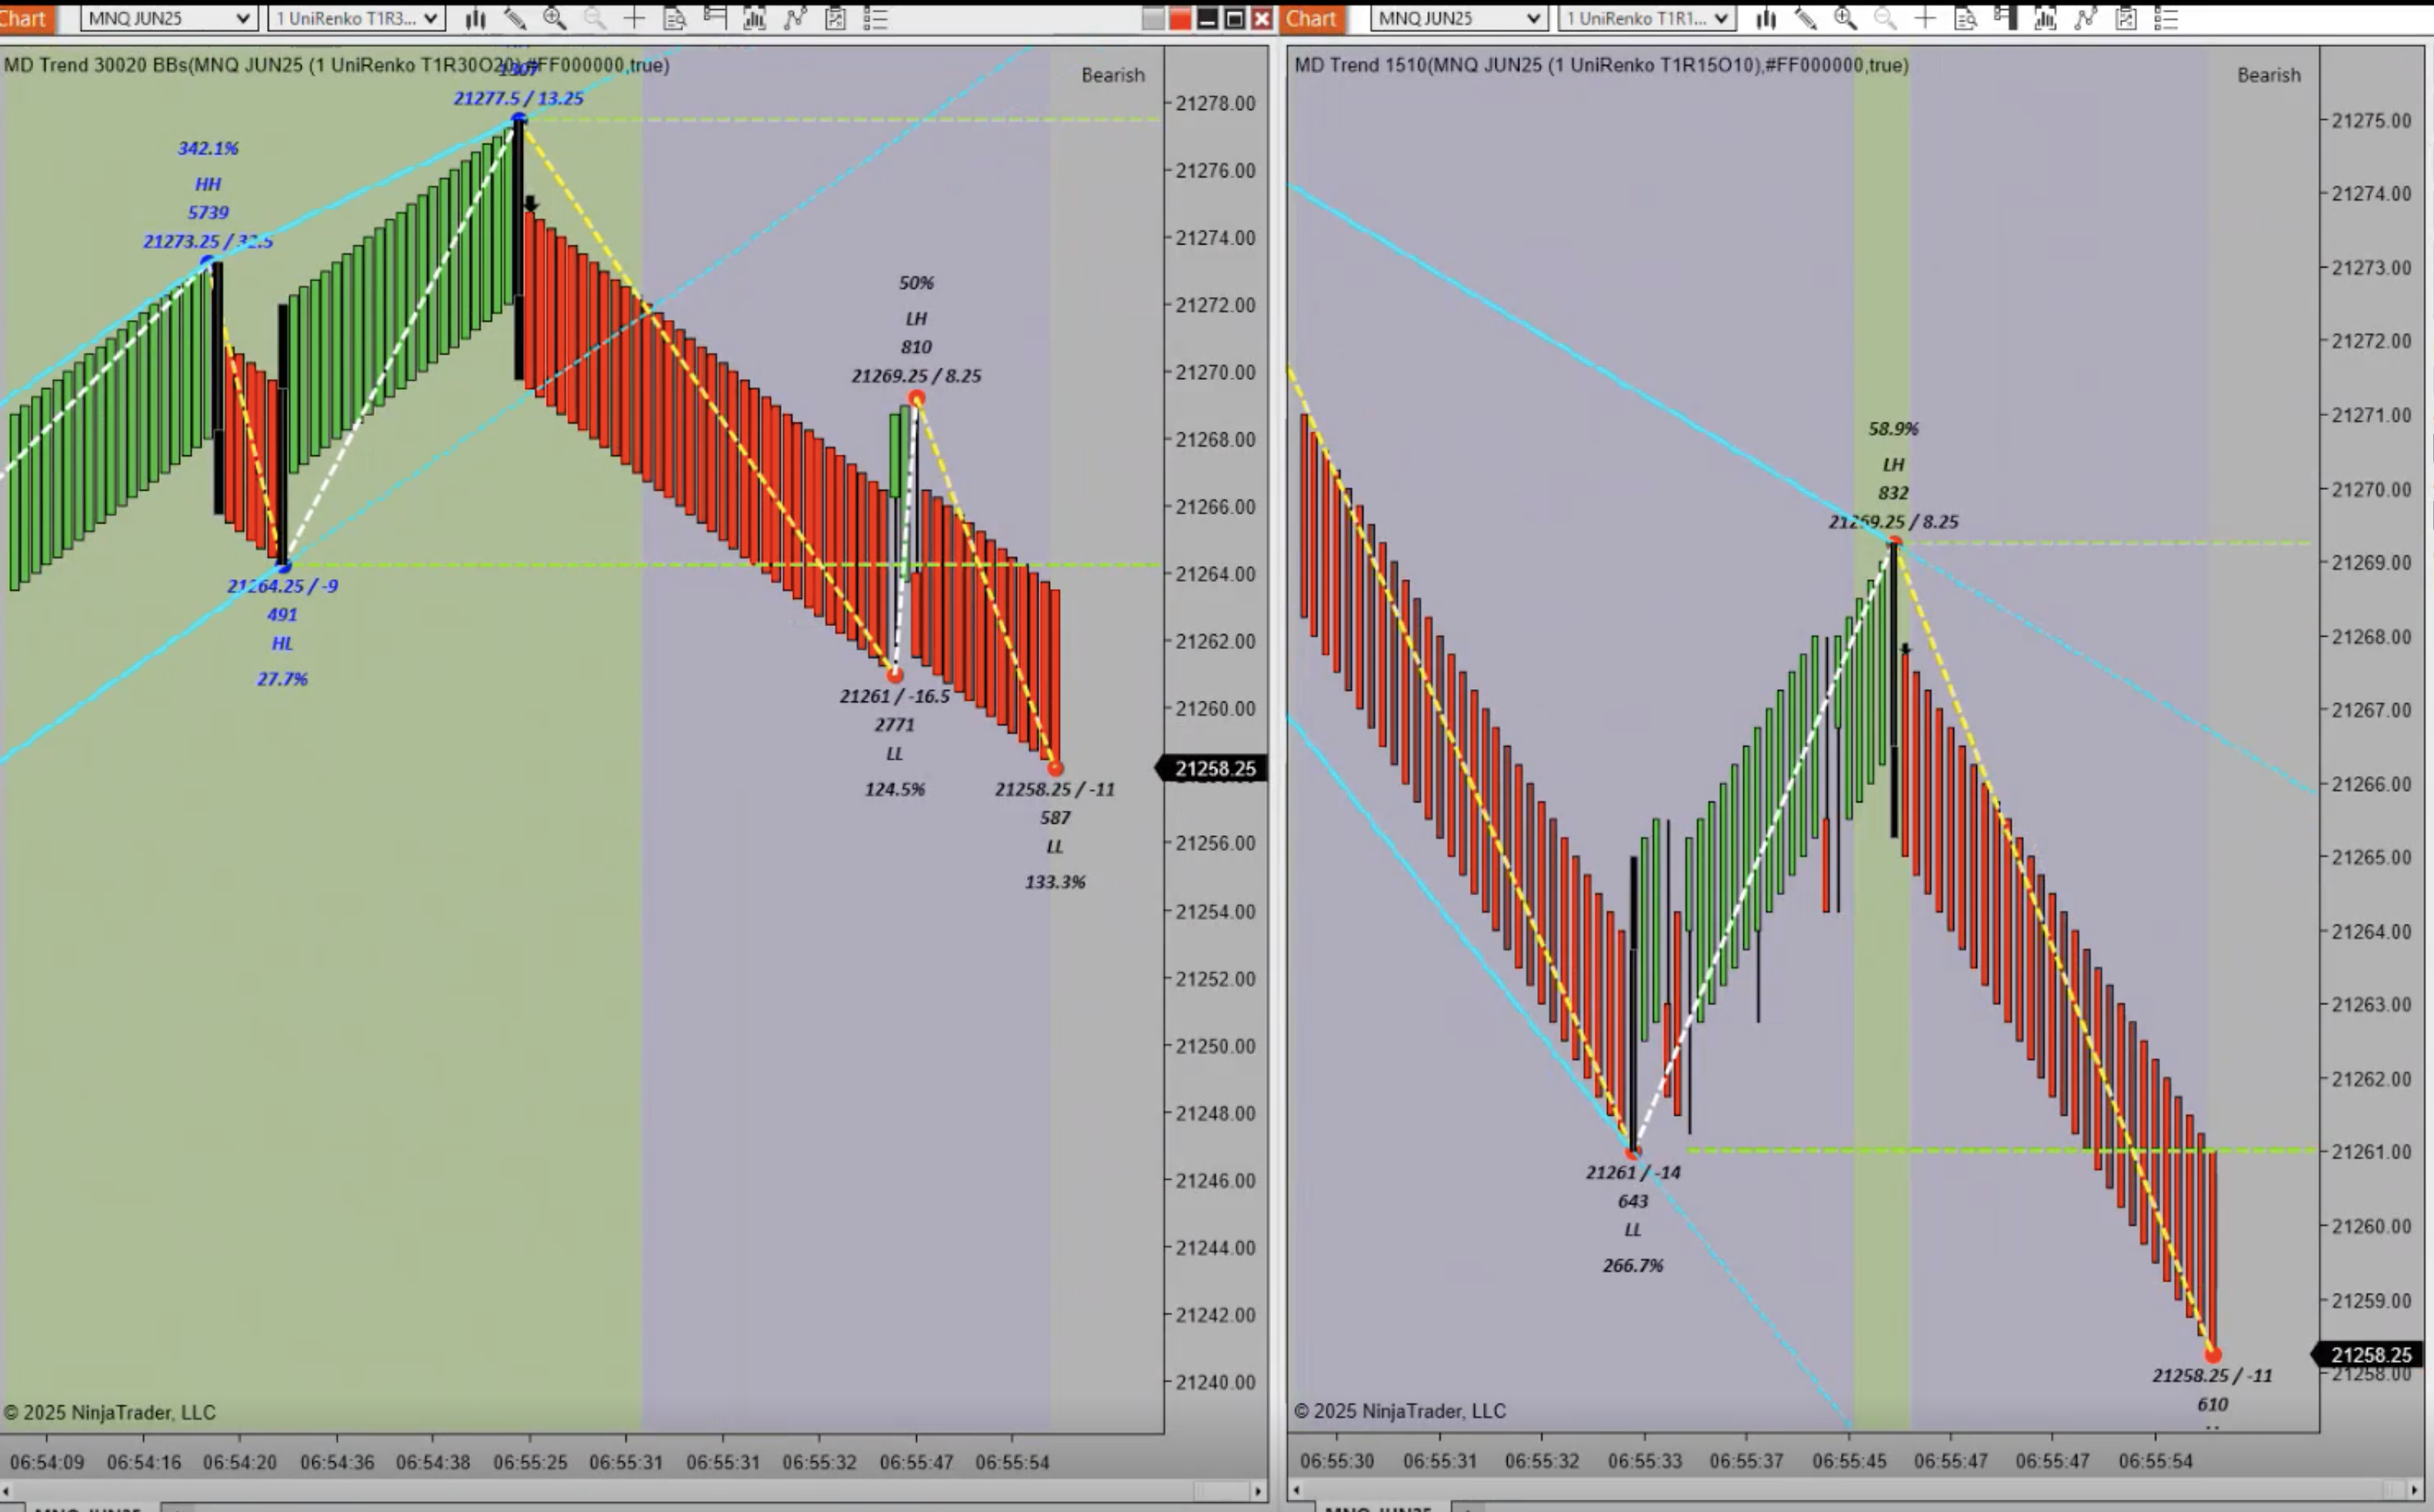 Chart
MNQ JUN25
1 UniRenko T1R3...
Chart
MNQ JUN25
1 UniRenko T1R1...
MD Trend 30020 BBs(MNQ JUN25 (1 UniRenko T1R30O20),#FF000000,true)
Bearish
1307
21277.5 / 13.25
342.1%
HH
5739
21273.25 / 32.5
21264.25 / -9
491
HL
27.7%
50%
LH
810
21269.25 / 8.25
21261 / -16.5
2771
LL
124.5%
21258.25 / -11
587
LL
133.3%
21278.00
21276.00
21274.00
21272.00
21270.00
21268.00
21266.00
21264.00
21262.00
21260.00
21258.25
21256.00
21254.00
21252.00
21250.00
21248.00
21246.00
21244.00
21242.00
21240.00
© 2025 NinjaTrader, LLC
06:54:09 06:54:16 06:54:20 06:54:36 06:54:38 06:55:25 06:55:31 06:55:31 06:55:32 06:55:47 06:55:54
MNQ JUN25
MD Trend 1510(MNQ JUN25 (1 UniRenko T1R15O10),#FF000000,true)
Bearish
58.9%
LH
832
21269.25 / 8.25
21261 / -14
643
LL
266.7%
21258.25 / -11
610
21275.00
21274.00
21273.00
21272.00
21271.00
21270.00
21269.00
21268.00
21267.00
21266.00
21265.00
21264.00
21263.00
21262.00
21261.00
21260.00
21259.00
21258.25
21258.00
© 2025 NinjaTrader, LLC
06:55:30 06:55:31 06:55:32 06:55:33 06:55:37 06:55:45 06:55:47 06:55:47 06:55:54
MNQ JUN25